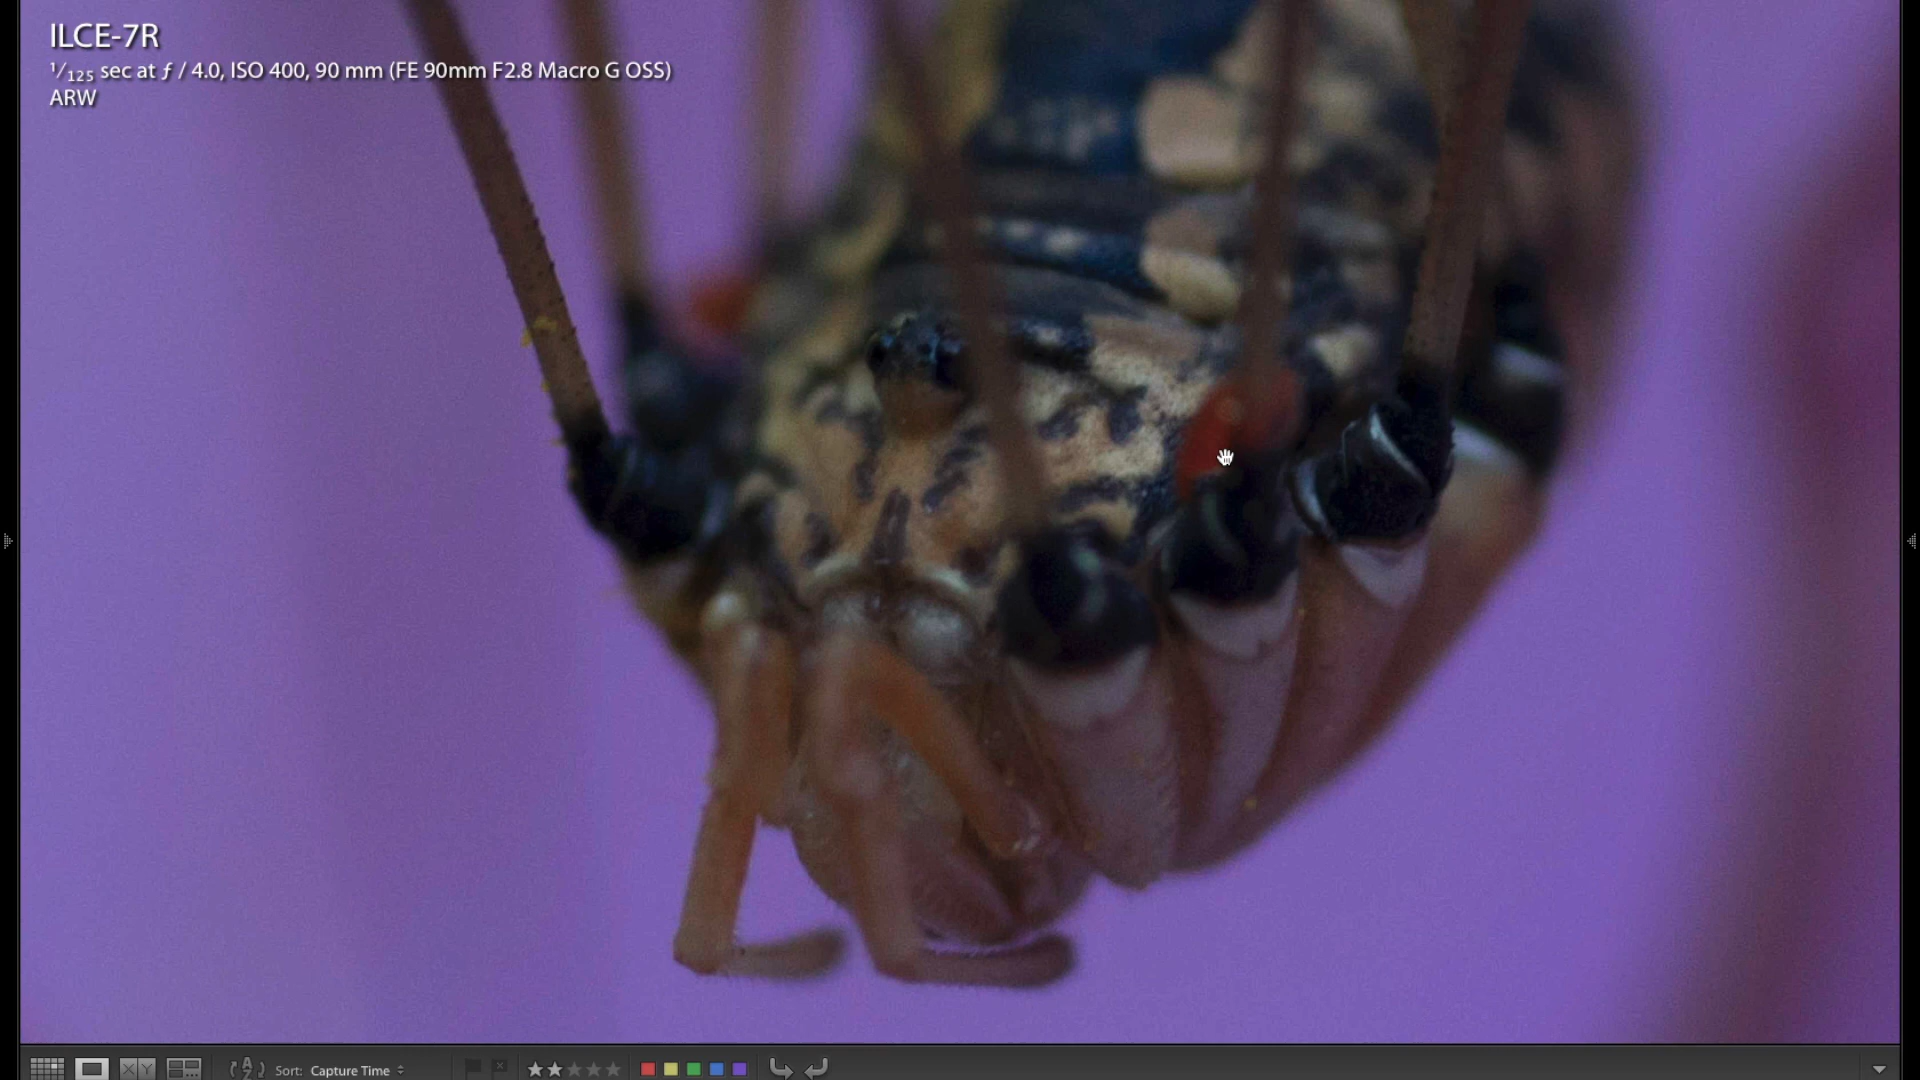 ILCE-7R
1/125 sec at ƒ / 4.0, ISO 400, 90 mm (FE 90mm F2.8 Macro G OSS)
ARW
X Y
A Z Sort: Capture Time